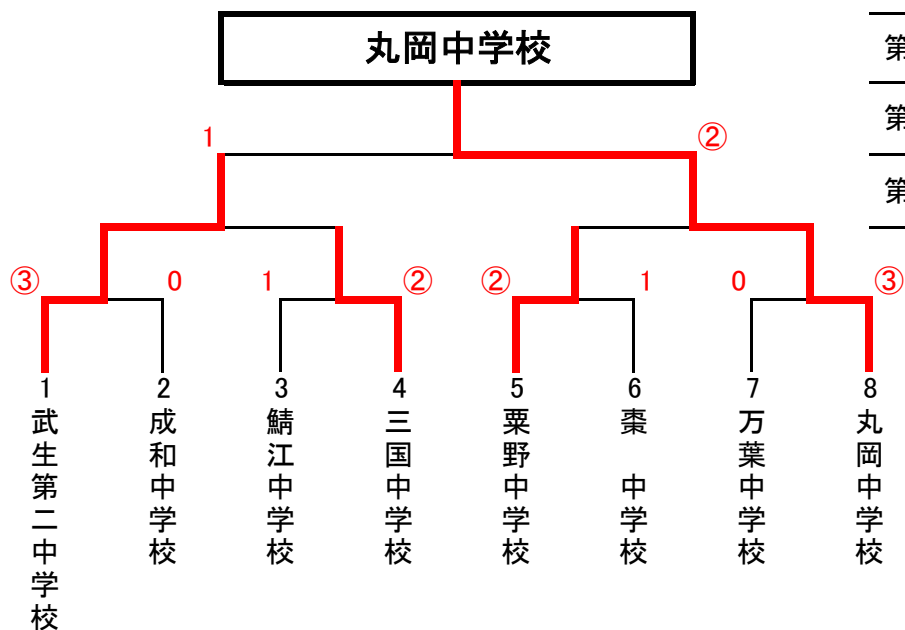 丸岡中学校
第
第
第
1
②
③
0
1
②
②
1
0
③
1
2
3
4
5
6
7
8
武生第二中学校
成和中学校
鯖江中学校
三国中学校
粟野中学校
棗　中学校
万葉中学校
丸岡中学校